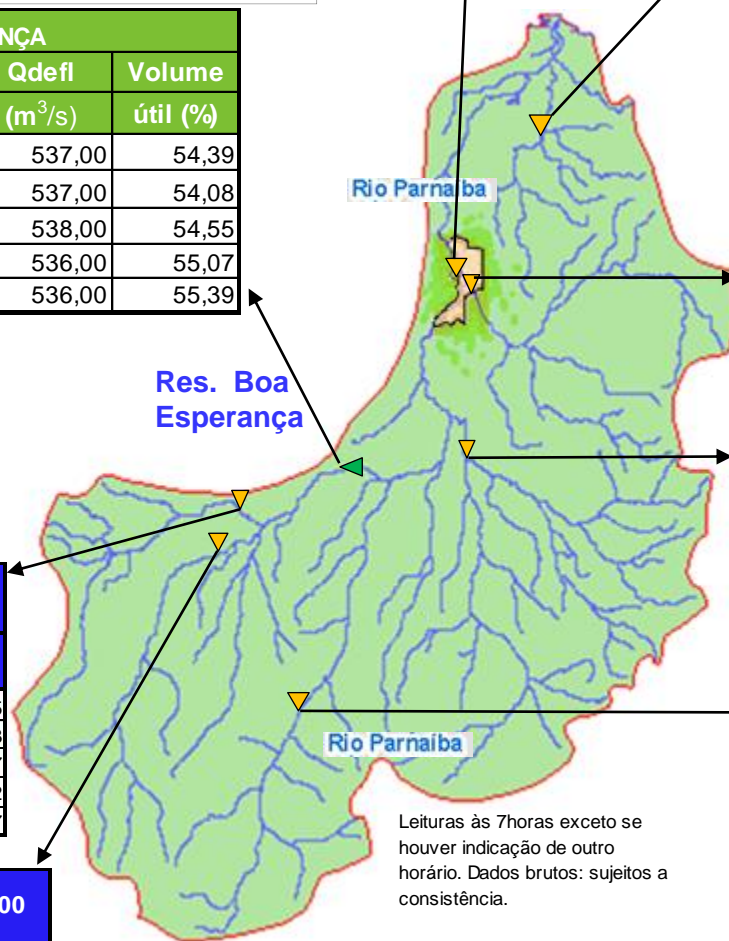 NÇA
Qdefl Volume
(m³/s) útil (%)
537,00 54,39
537,00 54,08
538,00 54,55
536,00 55,07
536,00 55,39
Rio Parnaíba
Res. Boa
Esperança
Rio Parnaíba
Leituras às 7horas exceto se
houver indicação de outro
horário. Dados brutos: sujeitos a
consistência.
00